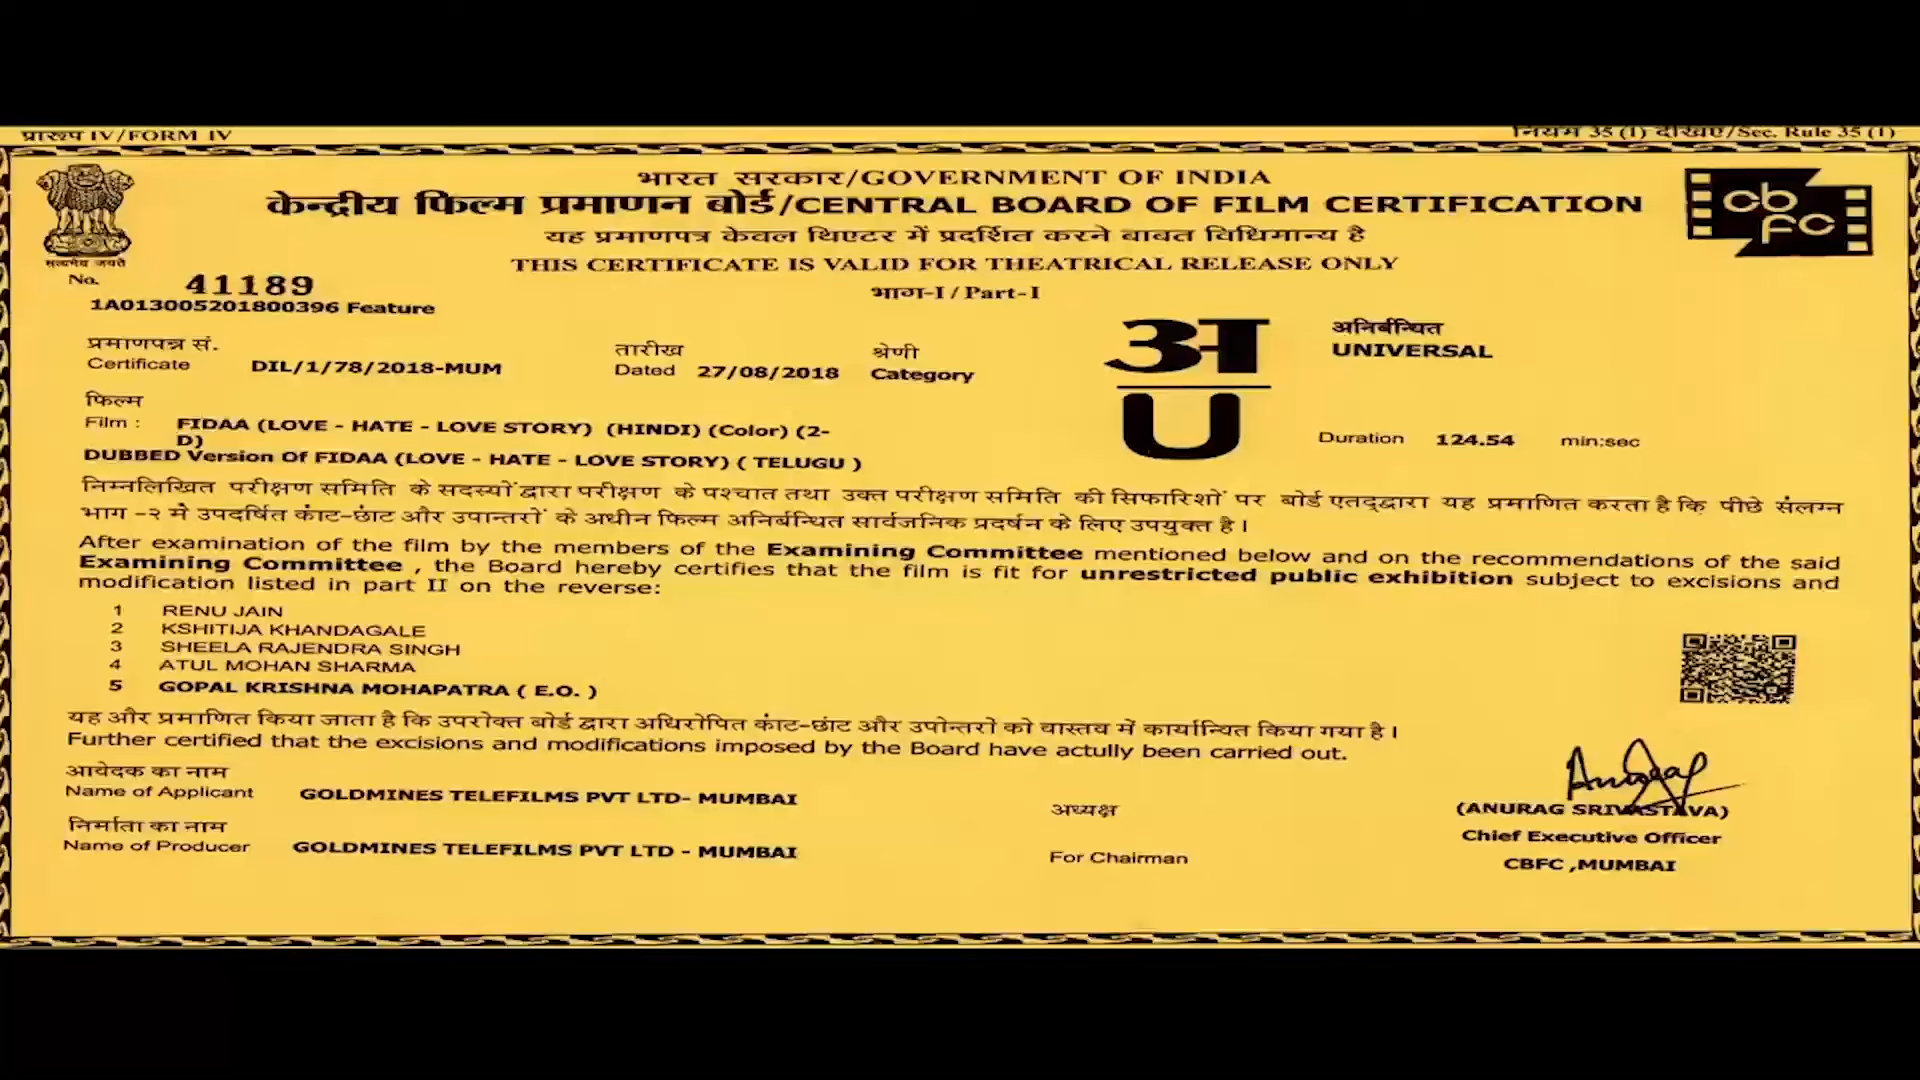 प्रारूप IV/FORM IV
नियम 35 (1) देखिए/Sec. Rule 35 (1)
भारत सरकार/GOVERNMENT OF INDIA
केन्द्रीय फिल्म प्रमाणन बोर्ड/CENTRAL BOARD OF FILM CERTIFICATION
cb
fc
यह प्रमाणपत्र केवल थिएटर में प्रदर्शित करने बाबत विधिमान्य है
सत्यमेव जयते
THIS CERTIFICATE IS VALID FOR THEATRICAL RELEASE ONLY
No. 41189
भाग-I / Part-I
1A013005201800396 Feature
अ
U
अनिर्बन्धित
UNIVERSAL
प्रमाणपत्र सं.
Certificate DIL/1/78/2018-MUM
तारीख
Dated 27/08/2018
श्रेणी
Category
फिल्म
Film : FIDAA (LOVE - HATE - LOVE STORY) (HINDI) (Color) (2-
D)
Duration 124.54 min:sec
DUBBED Version Of FIDAA (LOVE - HATE - LOVE STORY) ( TELUGU )
निम्नलिखित परीक्षण समिति के सदस्यों द्वारा परीक्षण के पश्चात तथा उक्त परीक्षण समिति की सिफारिशों पर बोर्ड एतद्द्वारा यह प्रमाणित करता है कि पीछे संलग्न
भाग -२ में उपदर्षित कांट-छांट और उपान्तरों के अधीन फिल्म अनिर्बन्धित सार्वजनिक प्रदर्षन के लिए उपयुक्त है।
After examination of the film by the members of the Examining Committee mentioned below and on the recommendations of the said
Examining Committee , the Board hereby certifies that the film is fit for unrestricted public exhibition subject to excisions and
modification listed in part II on the reverse:
1 RENU JAIN
2 KSHITIJA KHANDAGALE
3 SHEELA RAJENDRA SINGH
4 ATUL MOHAN SHARMA
5 GOPAL KRISHNA MOHAPATRA ( E.O. )
यह और प्रमाणित किया जाता है कि उपरोक्त बोर्ड द्वारा अधिरोपित कांट-छांट और उपोन्तरो को वास्तव में कार्यान्वित किया गया है।
Further certified that the excisions and modifications imposed by the Board have actully been carried out.
आवेदक का नाम
Name of Applicant GOLDMINES TELEFILMS PVT LTD- MUMBAI
अध्यक्ष
(ANURAG SRIVASTAVA)
निर्माता का नाम
Name of Producer GOLDMINES TELEFILMS PVT LTD - MUMBAI
For Chairman
Chief Executive Officer
CBFC ,MUMBAI